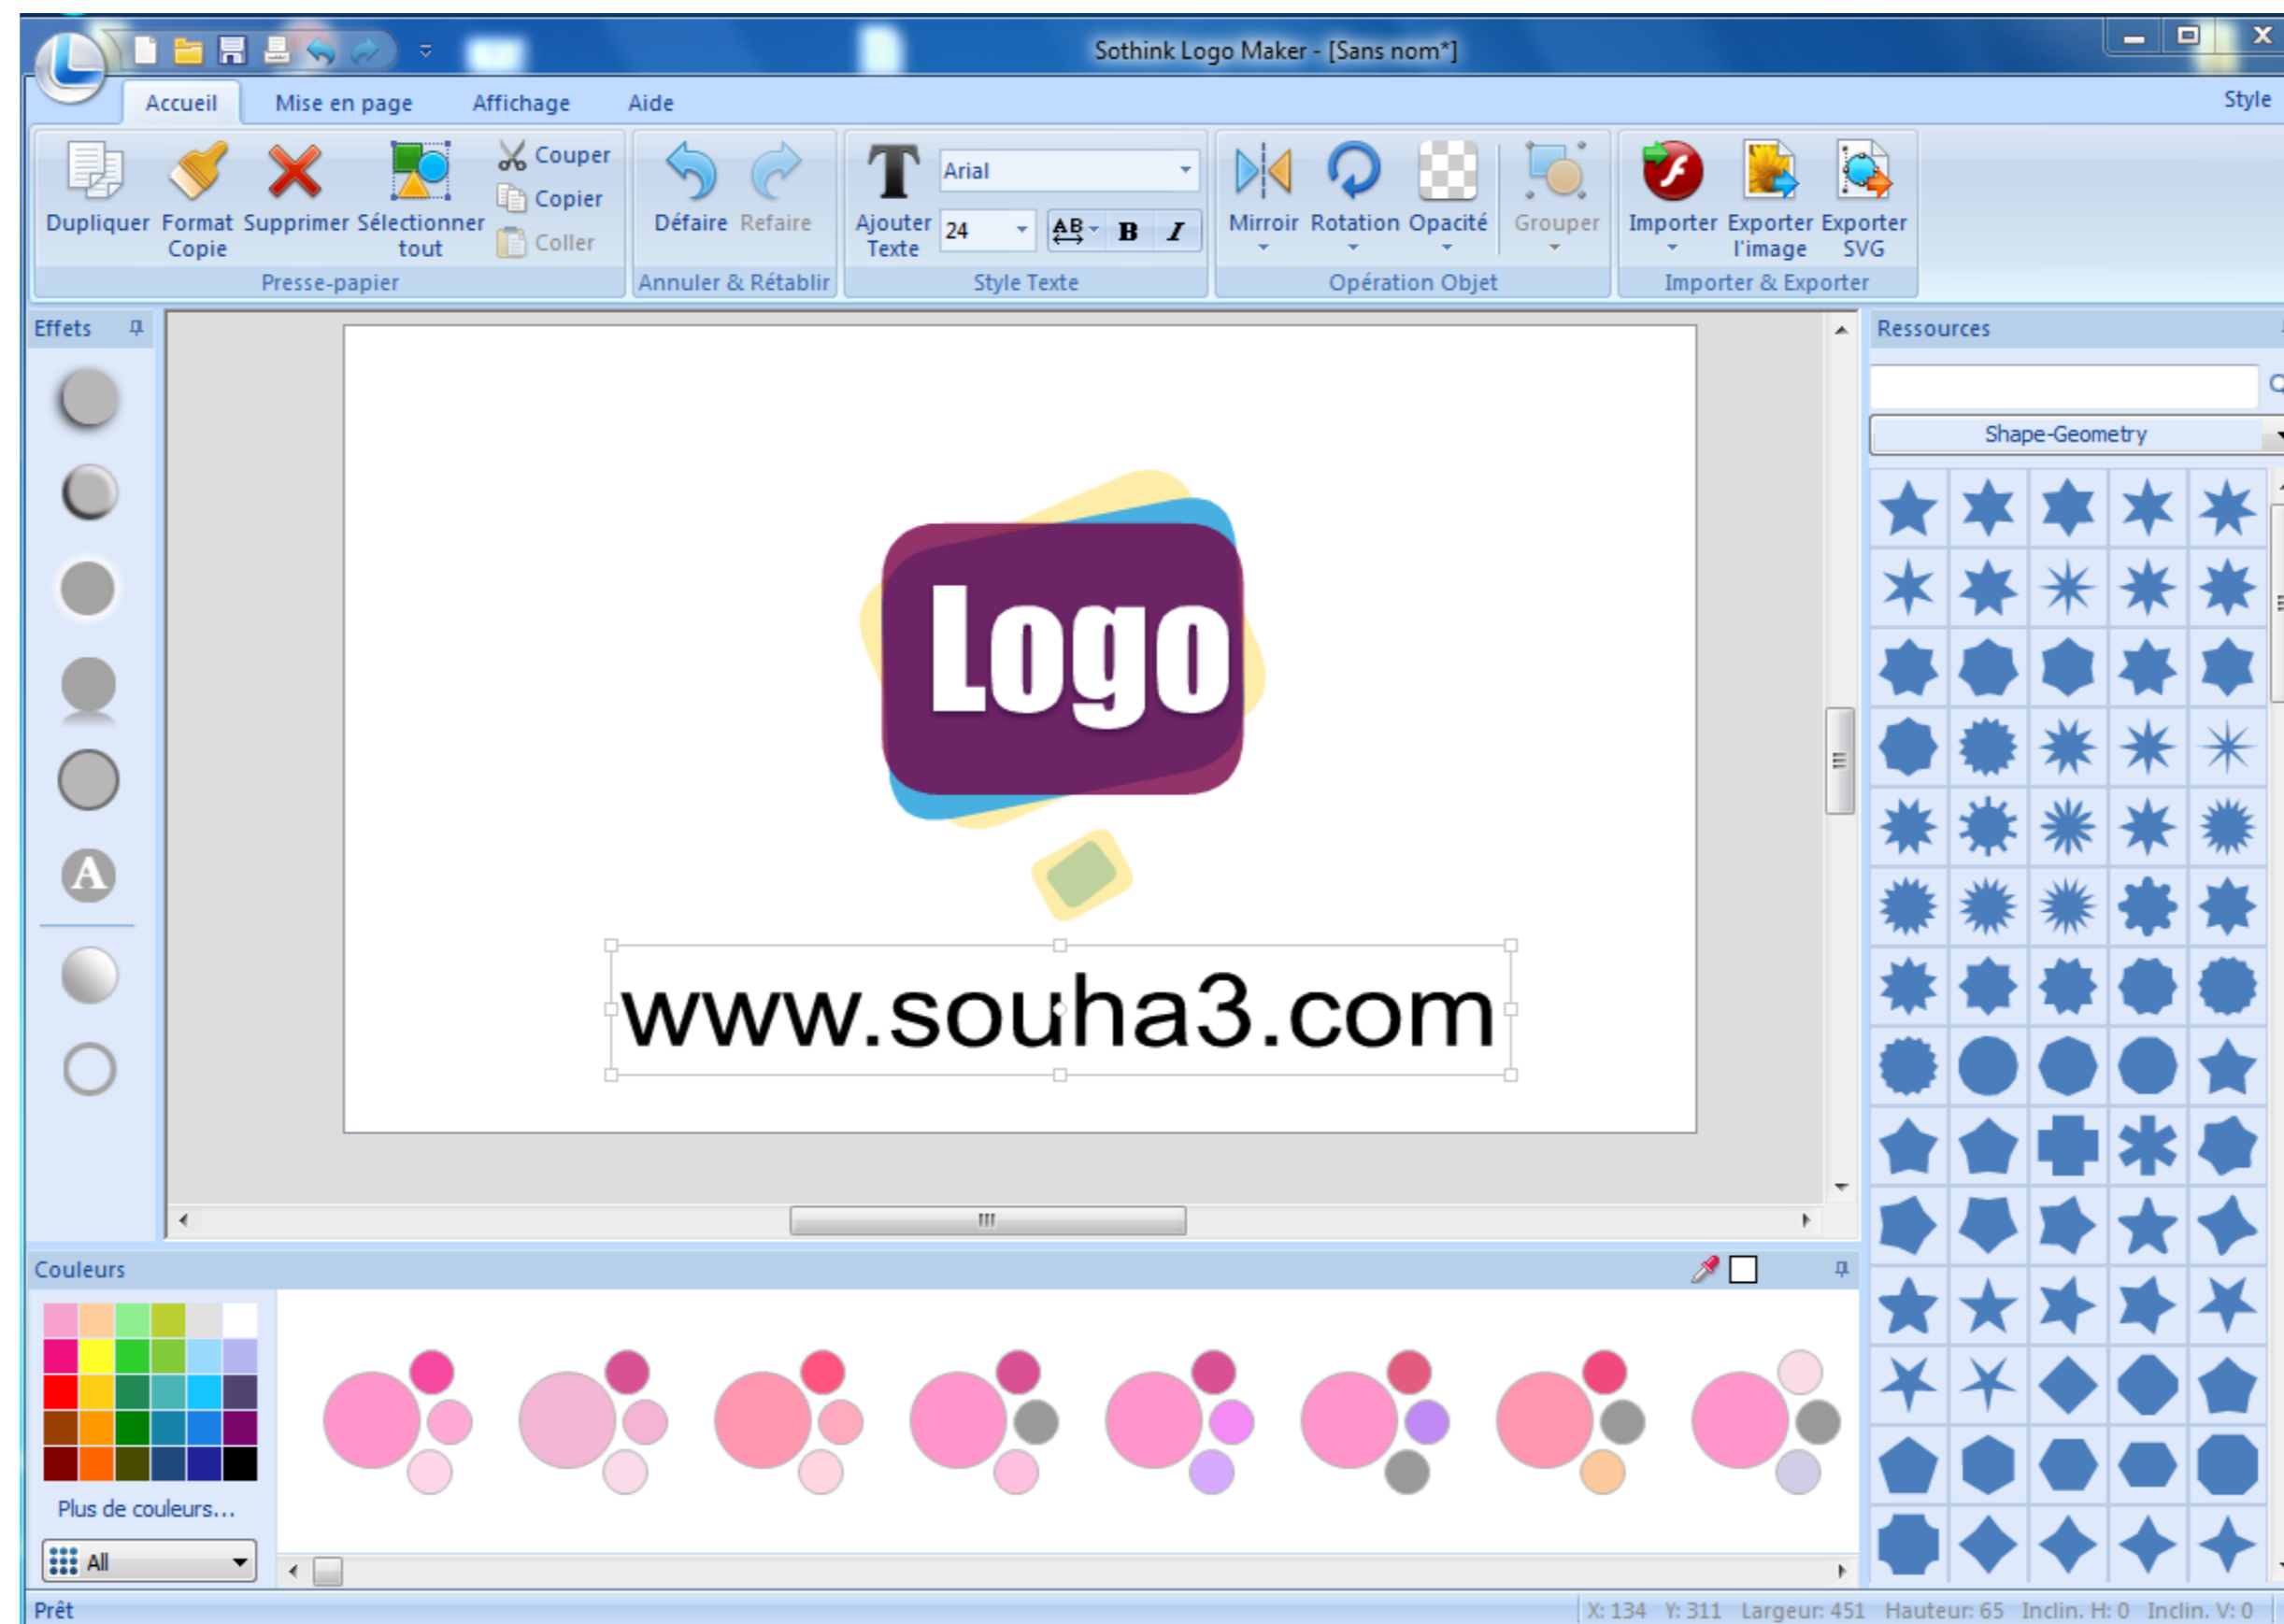 Sothink Logo Maker - [Sans nom*]
Accueil Mise en page Affichage Aide Style
Dupliquer Format Copie Supprimer Sélectionner tout Couper Copier Coller
Presse-papier
Défaire Refaire
Annuler & Rétablir
Ajouter Texte Arial 24 AB B I
Style Texte
Mirroir Rotation Opacité Grouper
Opération Objet
Importer Exporter l'image Exporter SVG
Importer & Exporter
Effets
A
Logo
www.souha3.com
Ressources
Shape-Geometry
Couleurs
Plus de couleurs...
All
Prêt
X: 134 Y: 311 Largeur: 451 Hauteur: 65 Inclin. H: 0 Inclin. V: 0